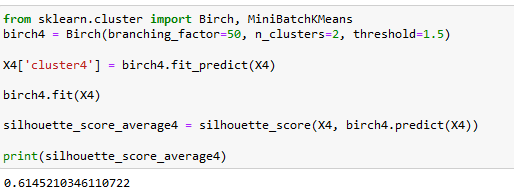 from sklearn.cluster import Birch, MiniBatchKMeans
birch4 = Birch(branching_factor=50, n_clusters=2, threshold=1.5)
X4['cluster4'] = birch4.fit_predict(X4)
birch4.fit(X4)
silhouette_score_average4 = silhouette_score(X4, birch4.predict(X4))
print(silhouette_score_average4)
0.6145210346110722